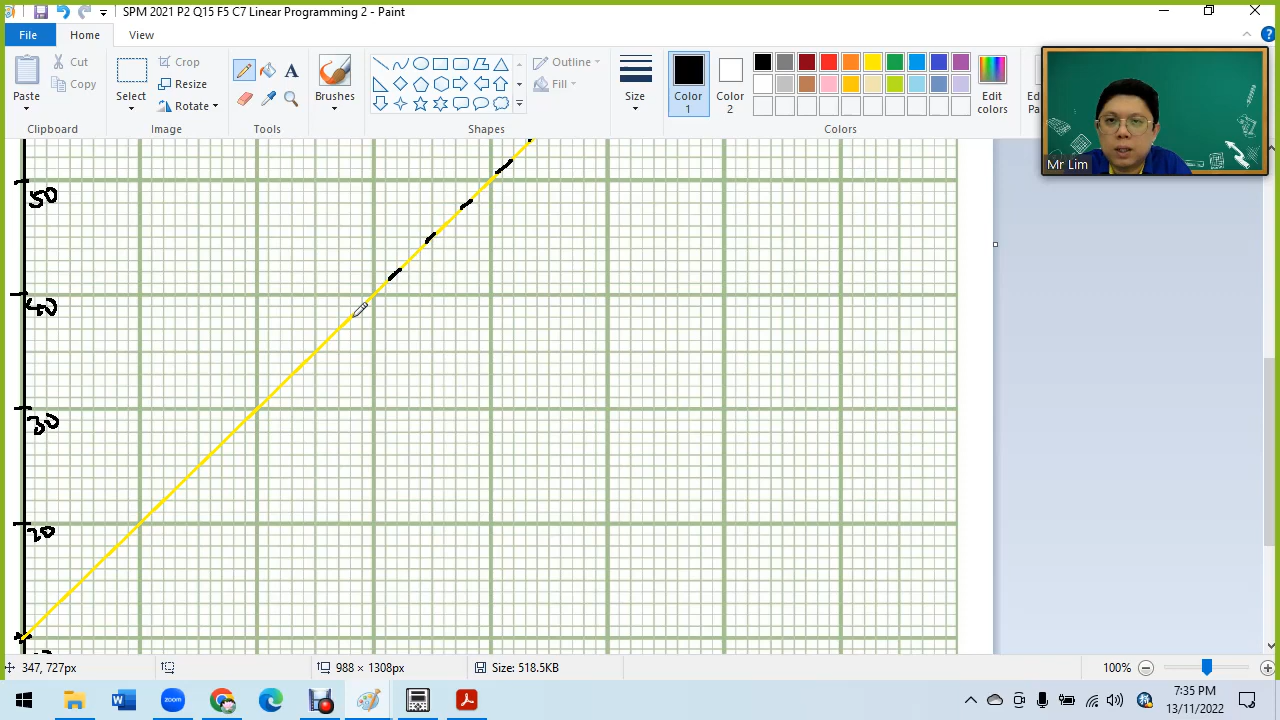 SPM 2021 P2 Q15 F5 C7 Linear Programming 2 - Paint
File Home View
Paste Cut Copy Clipboard
Select Crop Resize Rotate Image
A Tools
Brushes
Outline Fill Shapes
Size
Color 1 Color 2 Edit colors Colors
Mr Lim
50
40
30
20
347, 727px 988 × 1308px Size: 518.5KB 100%
W zoom
7:35 PM
13/11/2022